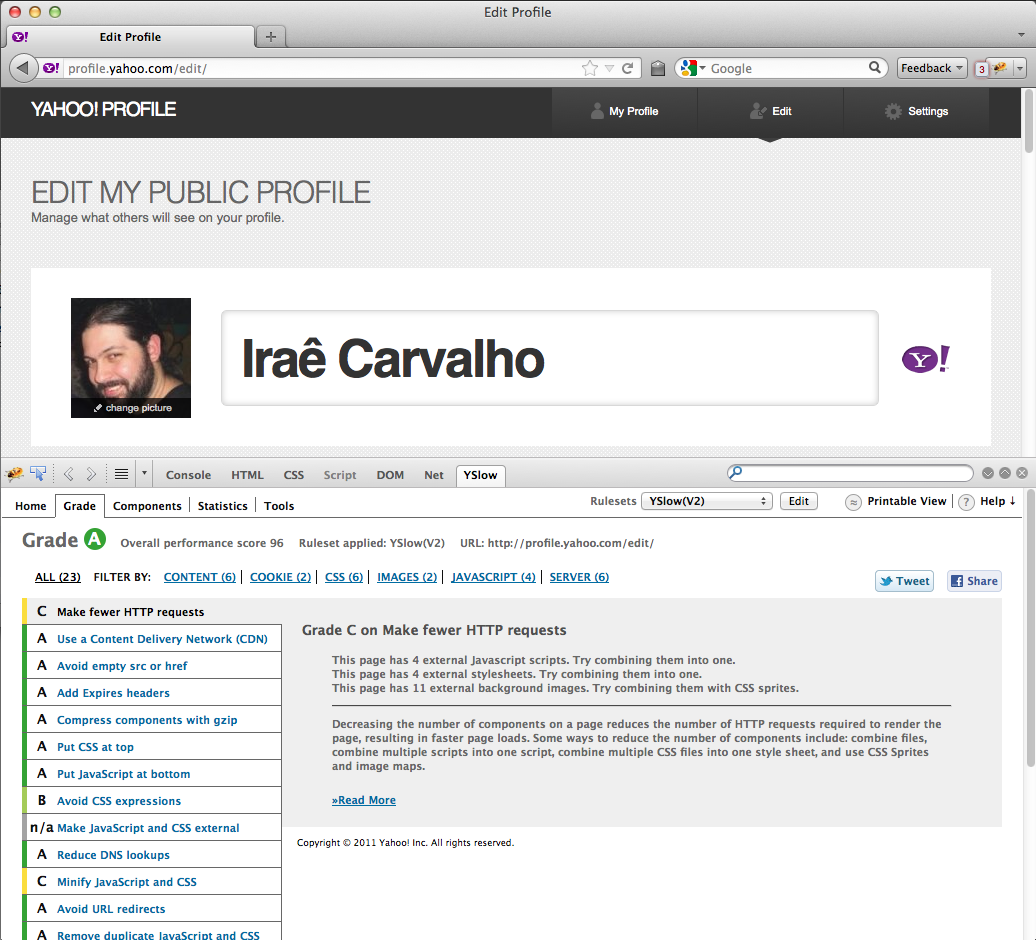 Edit Profile
Y! Edit Profile +
Y! profile.yahoo.com/edit/ Google Feedback 3
YAHOO! PROFILE My Profile Edit Settings
EDIT MY PUBLIC PROFILE
Manage what others will see on your profile.
Iraê Carvalho
Y!
change picture
Console HTML CSS Script DOM Net YSlow
Home Grade Components Statistics Tools Rulesets YSlow(V2) Edit Printable View ? Help ↓
Grade A Overall performance score 96 Ruleset applied: YSlow(V2) URL: http://profile.yahoo.com/edit/
ALL (23) FILTER BY: CONTENT (6) COOKIE (2) CSS (6) IMAGES (2) JAVASCRIPT (4) SERVER (6)
Tweet f Share
C Make fewer HTTP requests
A Use a Content Delivery Network (CDN)
A Avoid empty src or href
A Add Expires headers
A Compress components with gzip
A Put CSS at top
A Put JavaScript at bottom
B Avoid CSS expressions
n/a Make JavaScript and CSS external
A Reduce DNS lookups
C Minify JavaScript and CSS
A Avoid URL redirects
A Remove duplicate JavaScript and CSS
Grade C on Make fewer HTTP requests
This page has 4 external Javascript scripts. Try combining them into one.
This page has 4 external stylesheets. Try combining them into one.
This page has 11 external background images. Try combining them with CSS sprites.
Decreasing the number of components on a page reduces the number of HTTP requests required to render the
page, resulting in faster page loads. Some ways to reduce the number of components include: combine files,
combine multiple scripts into one script, combine multiple CSS files into one style sheet, and use CSS Sprites
and image maps.
»Read More
Copyright © 2011 Yahoo! Inc. All rights reserved.